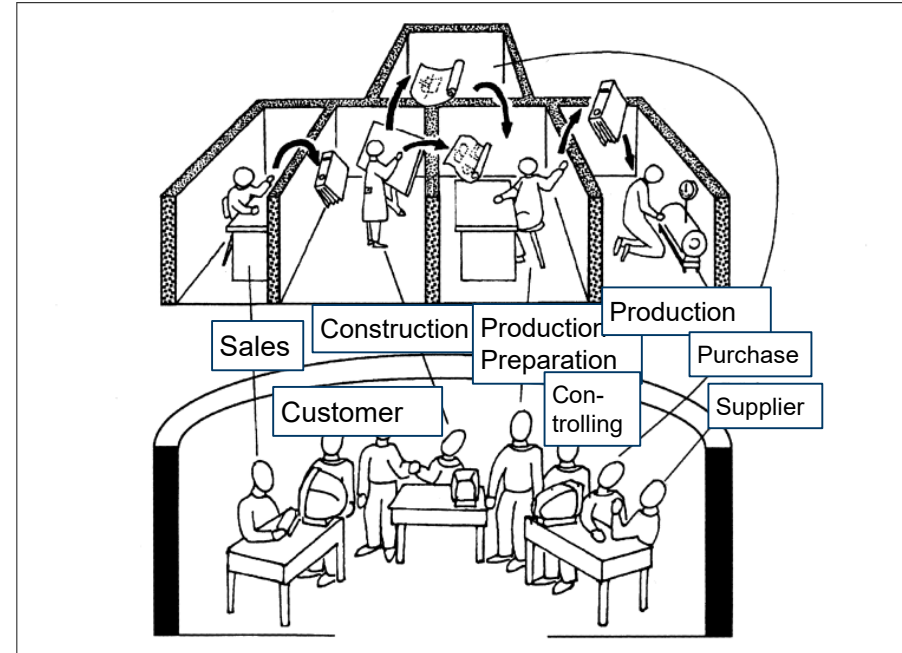 Sales
Construction
Production
Preparation
Production
Purchase
Customer
Con-
trolling
Supplier